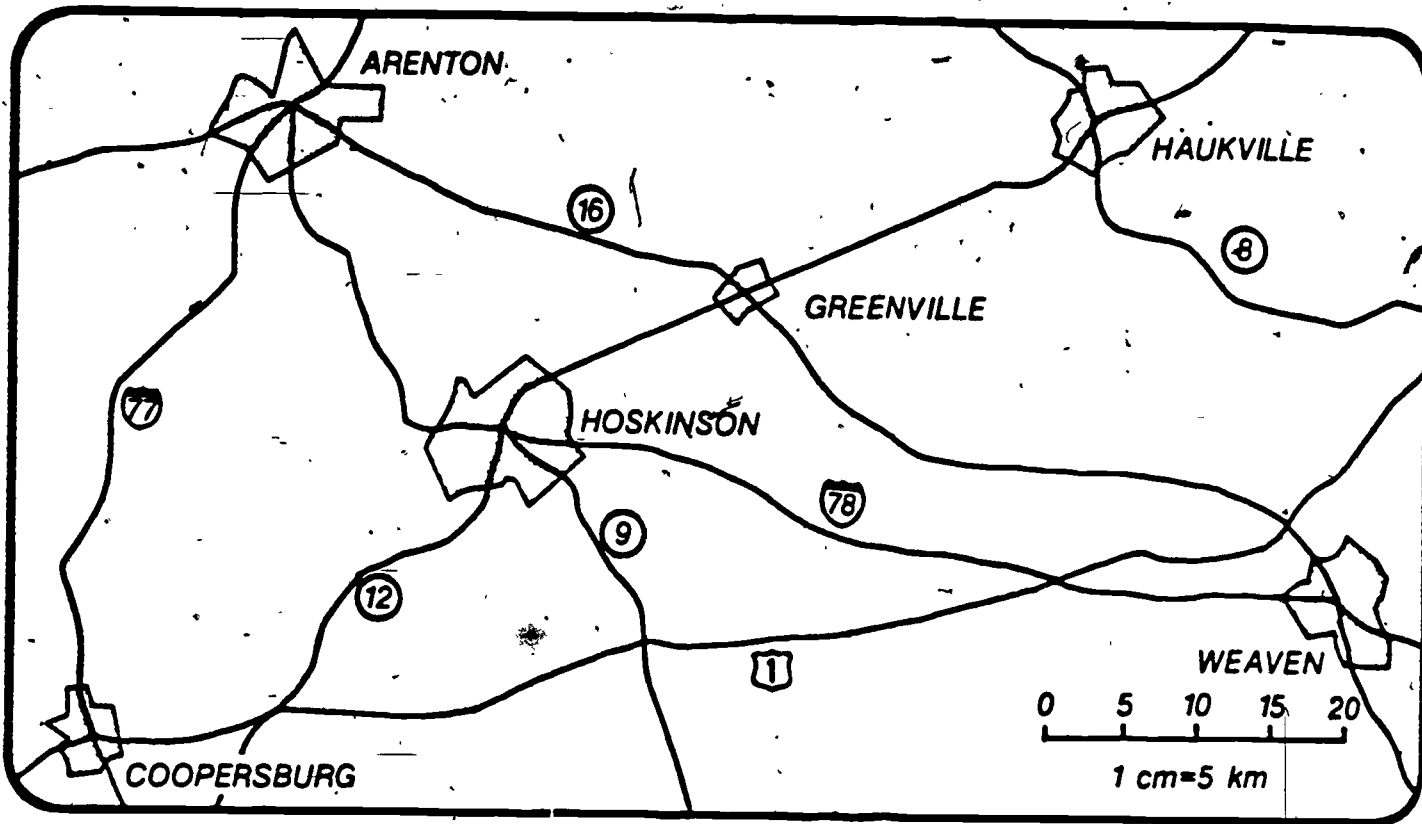 ARENTON
HAUKVILLE
16
8
GREENVILLE
77
HOSKINSON
78
9
12
1
WEAVEN
0 5 10 15 20
COOPERSBURG
1 cm=5 km